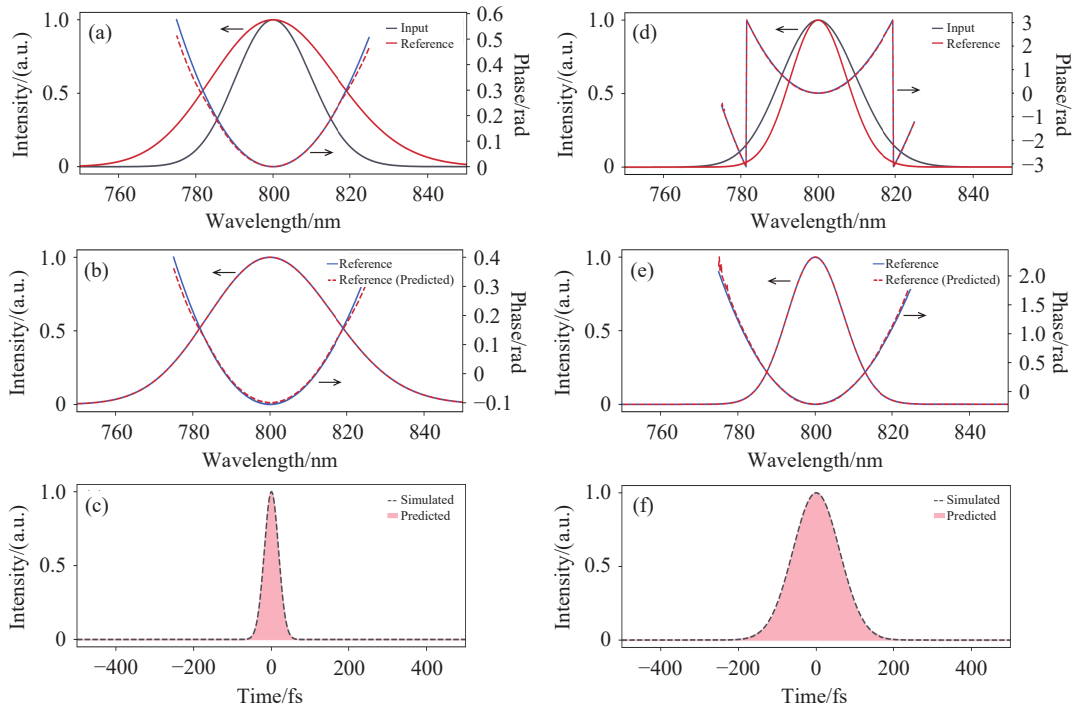 (a)
Input
Reference
Intensity/(a.u.)
1.0
0.5
0
Phase/rad
0.6
0.5
0.4
0.3
0.2
0.1
0
760 780 800 820 840
Wavelength/nm
(d)
Input
Reference
Intensity/(a.u.)
1.0
0.5
0
Phase/rad
3
2
1
0
−1
−2
−3
760 780 800 820 840
Wavelength/nm
(b)
Reference
Reference (Predicted)
Intensity/(a.u.)
1.0
0.5
0
Phase/rad
0.4
0.3
0.2
0.1
0
−0.1
760 780 800 820 840
Wavelength/nm
(e)
Reference
Reference (Predicted)
Intensity/(a.u.)
1.0
0.5
0
Phase/rad
2.0
1.5
1.0
0.5
0
760 780 800 820 840
Wavelength/nm
(c)
Simulated
Predicted
Intensity/(a.u.)
1.0
0.5
0
−400 −200 0 200 400
Time/fs
(f)
Simulated
Predicted
Intensity/(a.u.)
1.0
0.5
0
−400 −200 0 200 400
Time/fs